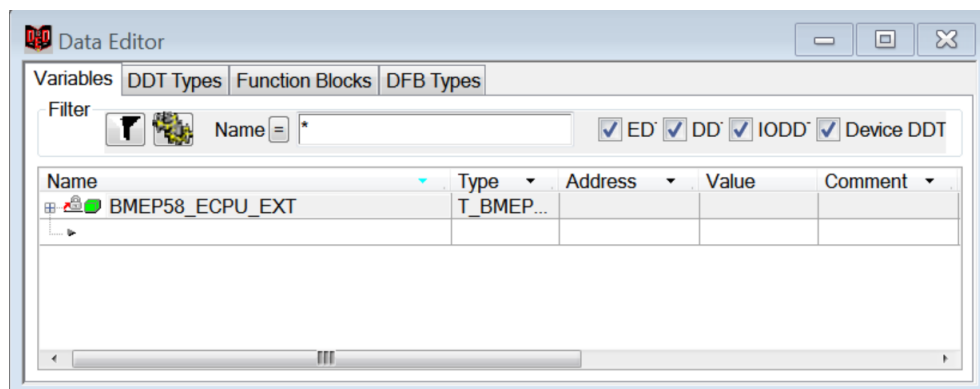 Data Editor
Variables DDT Types Function Blocks DFB Types
Filter
Name = * ED DD IODD Device DDT
Name Type Address Value Comment
BMEP58_ECPU_EXT T_BMEP...